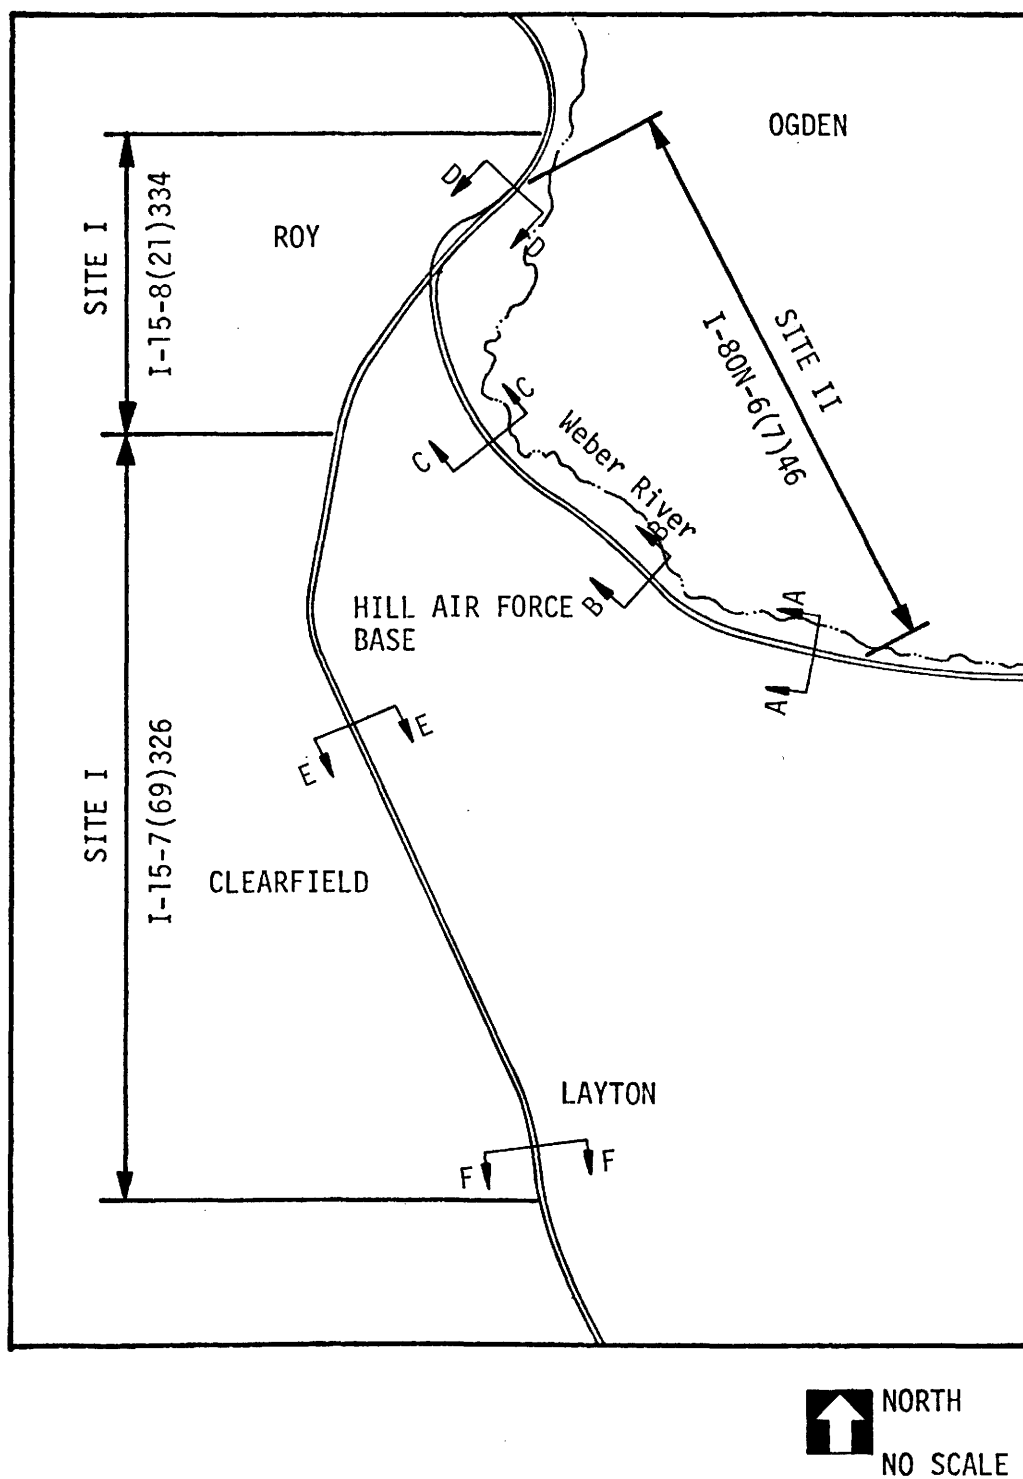 OGDEN
ROY
SITE I
I-15-8(21)334
D
D
SITE II
I-80N-6(7)46
C
C
Weber River
B
B
A
A
HILL AIR FORCE
BASE
E
E
SITE I
I-15-7(69)326
CLEARFIELD
LAYTON
F
F
NORTH
NO SCALE